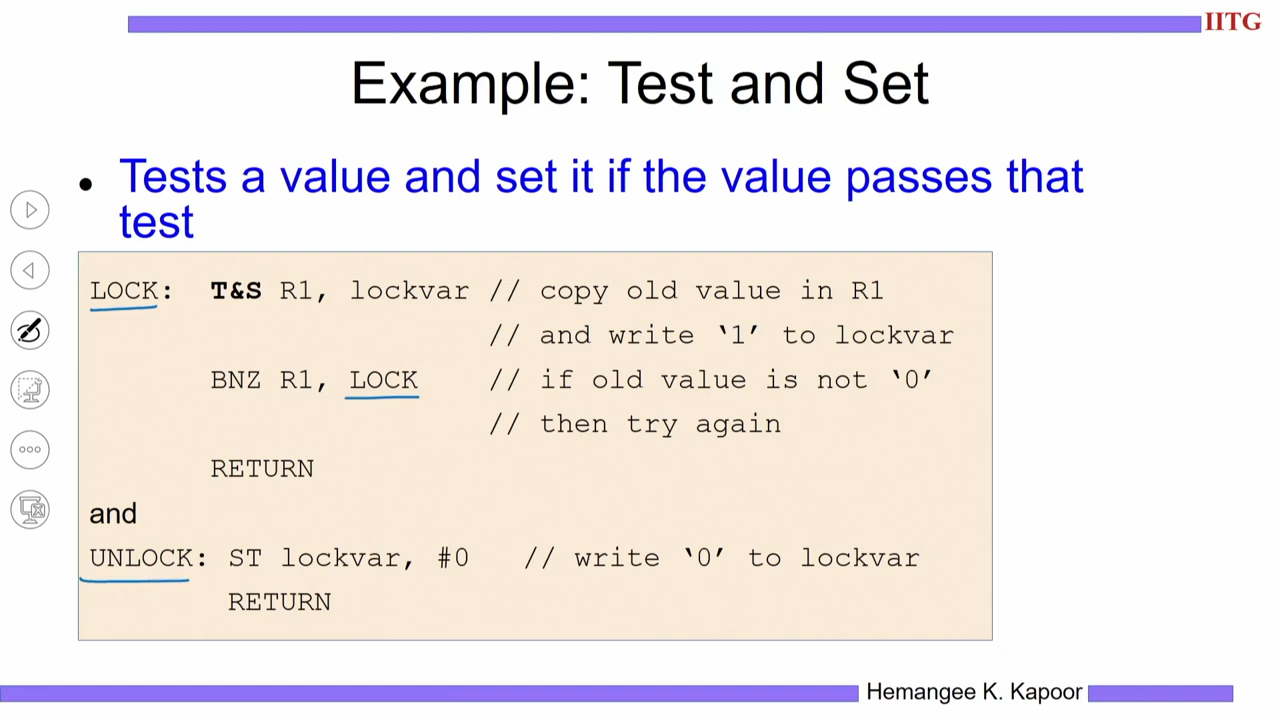 IITG
Example: Test and Set
• Tests a value and set it if the value passes that
test
LOCK: T&S R1, lockvar // copy old value in R1
// and write ‘1’ to lockvar
BNZ R1, LOCK // if old value is not ‘0’
// then try again
RETURN
and
UNLOCK: ST lockvar, #0 // write ‘0’ to lockvar
RETURN
Hemangee K. Kapoor